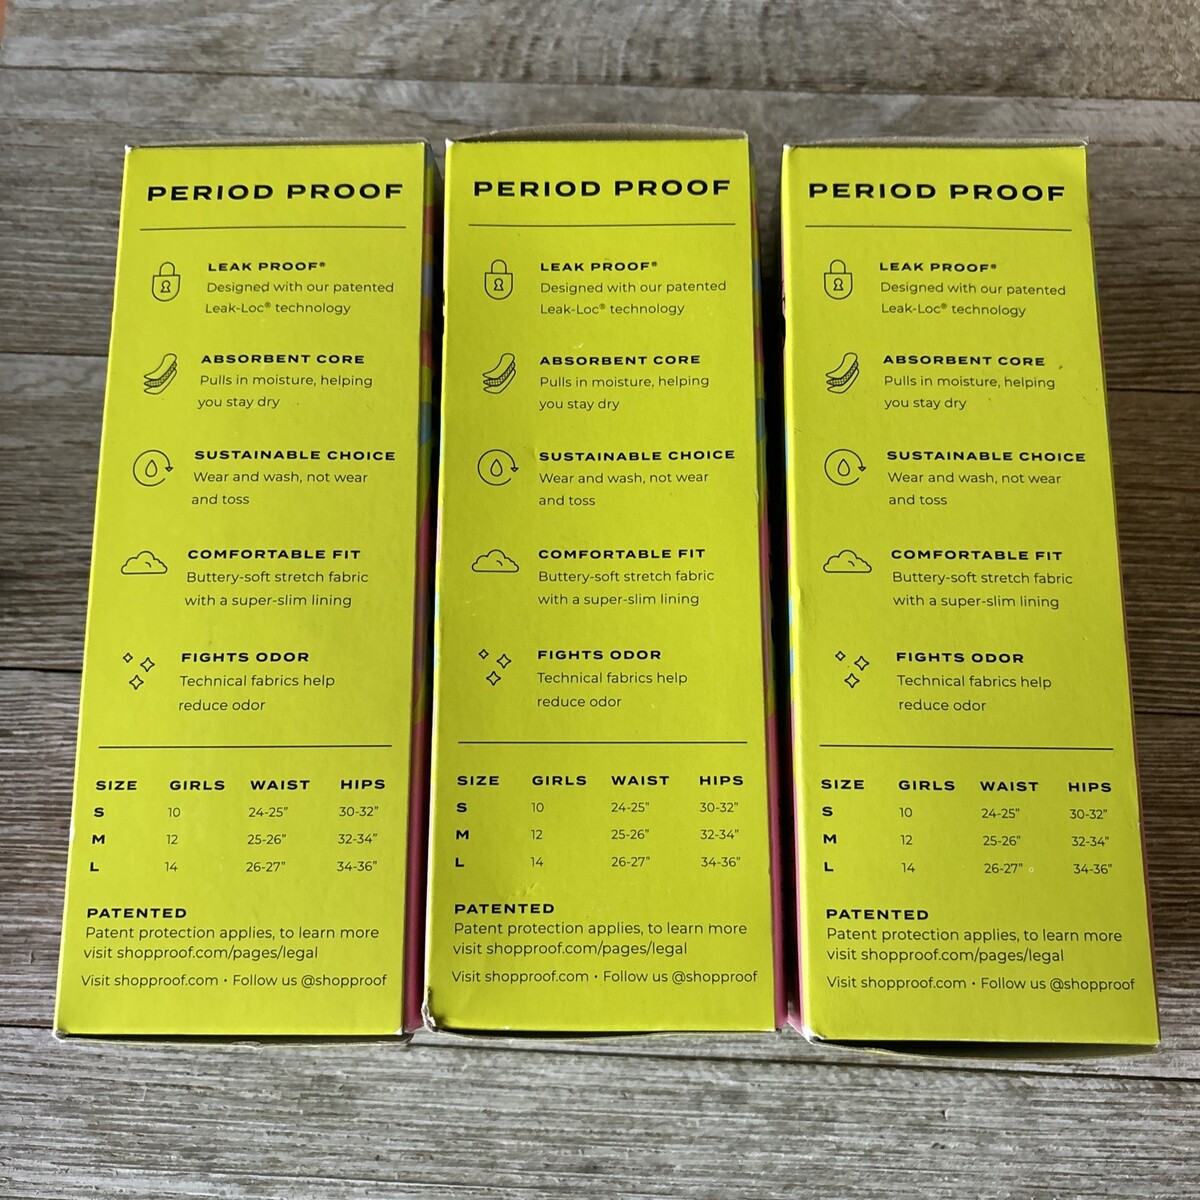 PERIOD PROOF
LEAK PROOF®
Designed with our patented
Leak-Loc® technology
ABSORBENT CORE
Pulls in moisture, helping
you stay dry
SUSTAINABLE CHOICE
Wear and wash, not wear
and toss
COMFORTABLE FIT
Buttery-soft stretch fabric
with a super-slim lining
FIGHTS ODOR
Technical fabrics help
reduce odor
SIZE GIRLS WAIST HIPS
S 10 24-25" 30-32"
M 12 25-26" 32-34"
L 14 26-27" 34-36"
PATENTED
Patent protection applies, to learn more
visit shopproof.com/pages/legal
Visit shopproof.com • Follow us @shopproof
PERIOD PROOF
LEAK PROOF®
Designed with our patented
Leak-Loc® technology
ABSORBENT CORE
Pulls in moisture, helping
you stay dry
SUSTAINABLE CHOICE
Wear and wash, not wear
and toss
COMFORTABLE FIT
Buttery-soft stretch fabric
with a super-slim lining
FIGHTS ODOR
Technical fabrics help
reduce odor
SIZE GIRLS WAIST HIPS
S 10 24-25" 30-32"
M 12 25-26" 32-34"
L 14 26-27" 34-36"
PATENTED
Patent protection applies, to learn more
visit shopproof.com/pages/legal
Visit shopproof.com • Follow us @shopproof
PERIOD PROOF
LEAK PROOF®
Designed with our patented
Leak-Loc® technology
ABSORBENT CORE
Pulls in moisture, helping
you stay dry
SUSTAINABLE CHOICE
Wear and wash, not wear
and toss
COMFORTABLE FIT
Buttery-soft stretch fabric
with a super-slim lining
FIGHTS ODOR
Technical fabrics help
reduce odor
SIZE GIRLS WAIST HIPS
S 10 24-25" 30-32"
M 12 25-26" 32-34"
L 14 26-27" 34-36"
PATENTED
Patent protection applies, to learn more
visit shopproof.com/pages/legal
Visit shopproof.com • Follow us @shopproof